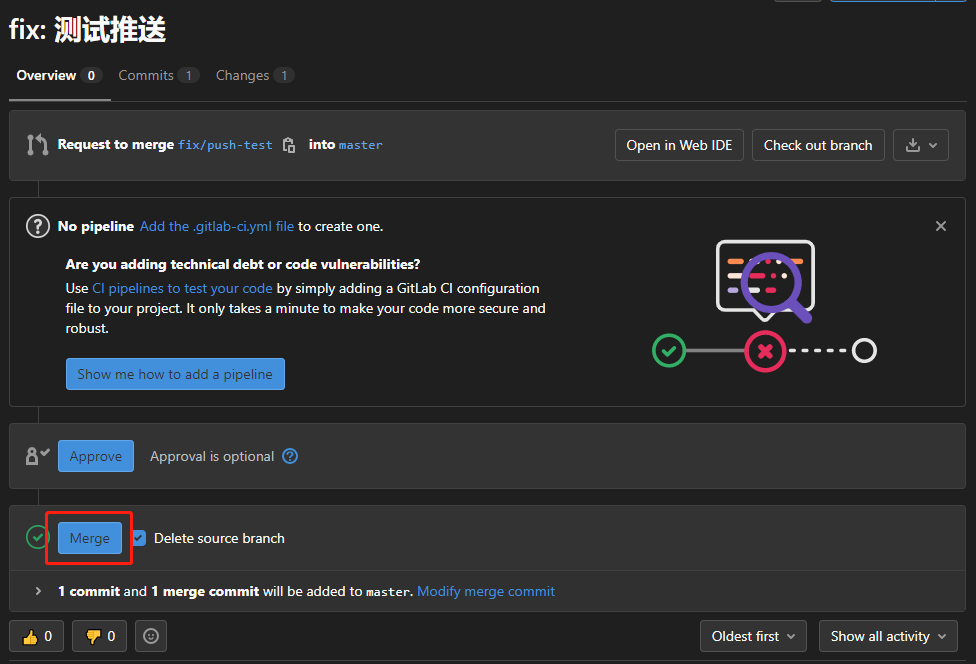 fix: 测试推送
Overview 0 Commits 1 Changes 1
Request to merge fix/push-test into master
Open in Web IDE Check out branch
No pipeline Add the .gitlab-ci.yml file to create one.
Are you adding technical debt or code vulnerabilities?
Use CI pipelines to test your code by simply adding a GitLab CI configuration
file to your project. It only takes a minute to make your code more secure and
robust.
Show me how to add a pipeline
Approve Approval is optional
Merge Delete source branch
1 commit and 1 merge commit will be added to master. Modify merge commit
0 0 Oldest first Show all activity